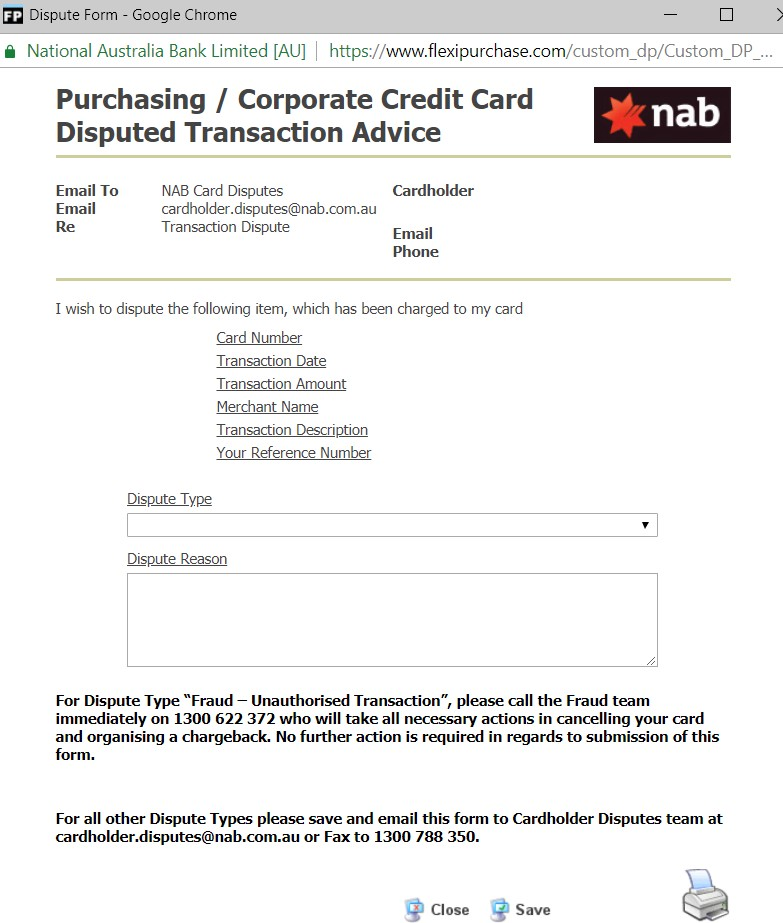 FP Dispute Form - Google Chrome
National Australia Bank Limited [AU] https://www.flexipurchase.com/custom_dp/Custom_DP_...
Purchasing / Corporate Credit Card
Disputed Transaction Advice
nab
Email To NAB Card Disputes Cardholder
Email cardholder.disputes@nab.com.au
Re Transaction Dispute
Email
Phone
I wish to dispute the following item, which has been charged to my card
Card Number
Transaction Date
Transaction Amount
Merchant Name
Transaction Description
Your Reference Number
Dispute Type
Dispute Reason
For Dispute Type “Fraud – Unauthorised Transaction”, please call the Fraud team
immediately on 1300 622 372 who will take all necessary actions in cancelling your card
and organising a chargeback. No further action is required in regards to submission of this
form.
For all other Dispute Types please save and email this form to Cardholder Disputes team at
cardholder.disputes@nab.com.au or Fax to 1300 788 350.
Close Save